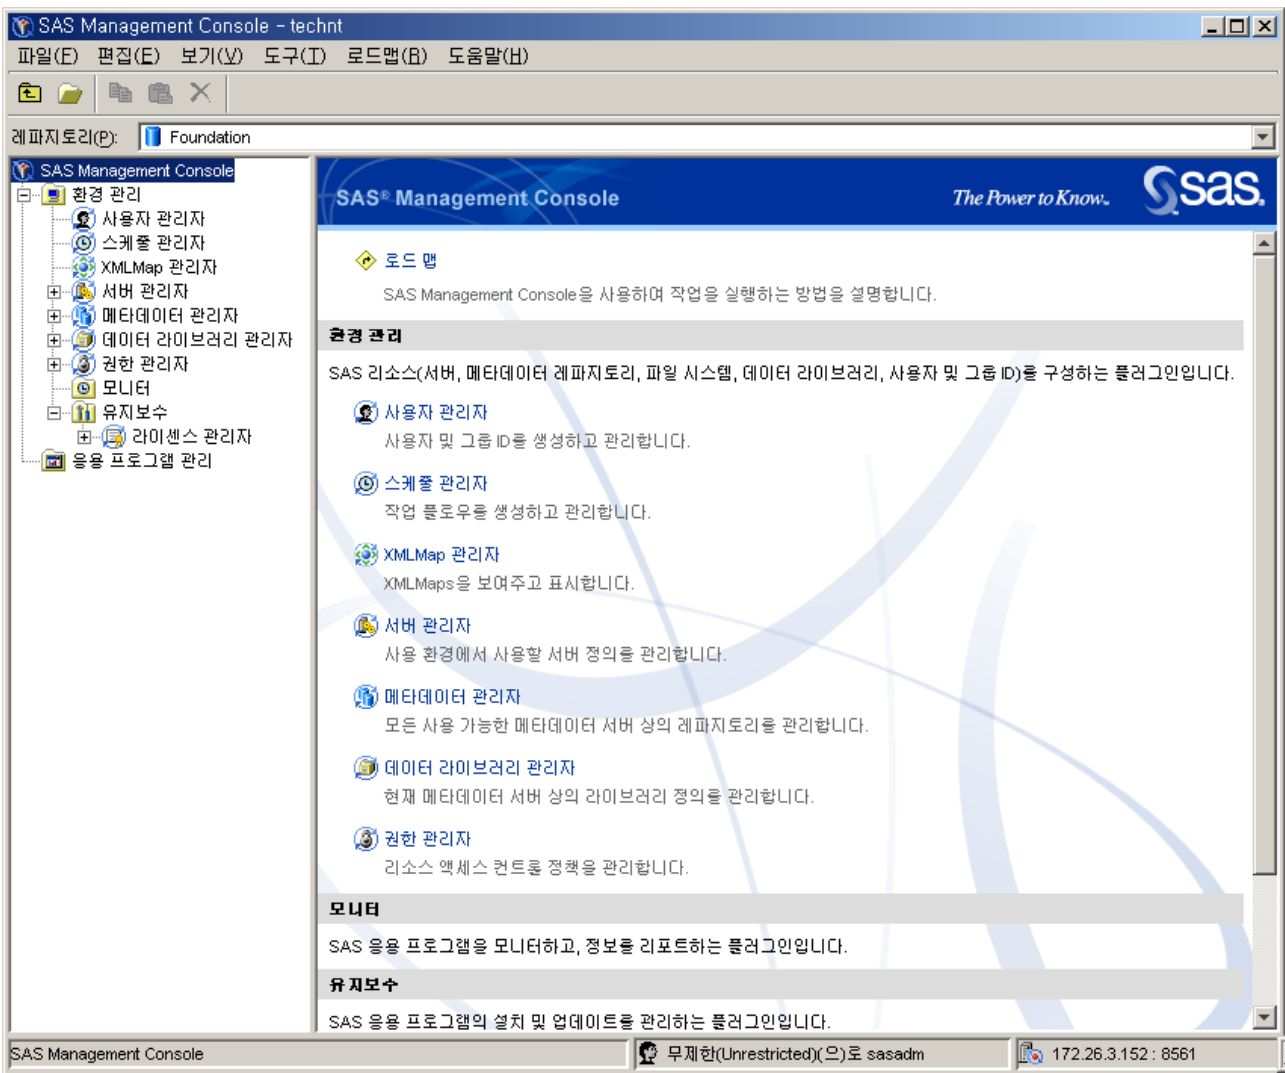 SAS Management Console - technt
파일(F) 편집(E) 보기(V) 도구(T) 로드맵(R) 도움말(H)
레파지토리(P): Foundation
SAS Management Console
환경 관리
사용자 관리자
스케줄 관리자
XMLMap 관리자
서버 관리자
메타데이터 관리자
데이터 라이브러리 관리자
권한 관리자
모니터
유지보수
라이센스 관리자
응용 프로그램 관리
SAS® Management Console
The Power to Know™
sas.
로드 맵
SAS Management Console을 사용하여 작업을 실행하는 방법을 설명합니다.
환경 관리
SAS 리소스(서버, 메타데이터 레파지토리, 파일 시스템, 데이터 라이브러리, 사용자 및 그룹 ID)를 구성하는 플러그인입니다.
사용자 관리자
사용자 및 그룹 ID를 생성하고 관리합니다.
스케줄 관리자
작업 플로우를 생성하고 관리합니다.
XMLMap 관리자
XMLMaps을 보여주고 표시합니다.
서버 관리자
사용 환경에서 사용할 서버 정의를 관리합니다.
메타데이터 관리자
모든 사용 가능한 메타데이터 서버 상의 레파지토리를 관리합니다.
데이터 라이브러리 관리자
현재 메타데이터 서버 상의 라이브러리 정의를 관리합니다.
권한 관리자
리소스 액세스 컨트롤 정책을 관리합니다.
모니터
SAS 응용 프로그램을 모니터하고, 정보를 리포트하는 플러그인입니다.
유지보수
SAS 응용 프로그램의 설치 및 업데이트를 관리하는 플러그인입니다.
SAS Management Console
무제한(Unrestricted)(으)로 sasadm
172.26.3.152 : 8561